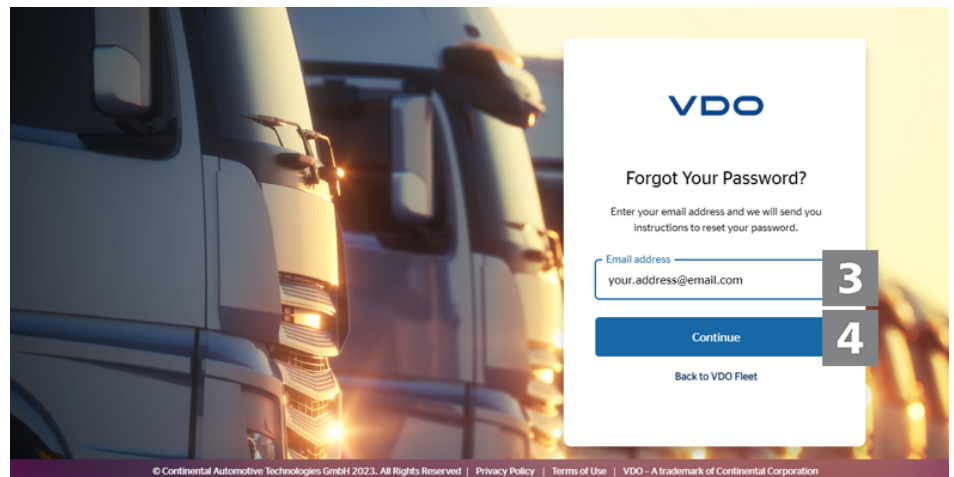 VDO
Forgot Your Password?
Enter your email address and we will send you
instructions to reset your password.
Email address
your.address@email.com
3
Continue
4
Back to VDO Fleet
© Continental Automotive Technologies GmbH 2023. All Rights Reserved | Privacy Policy | Terms of Use | VDO - A trademark of Continental Corporation